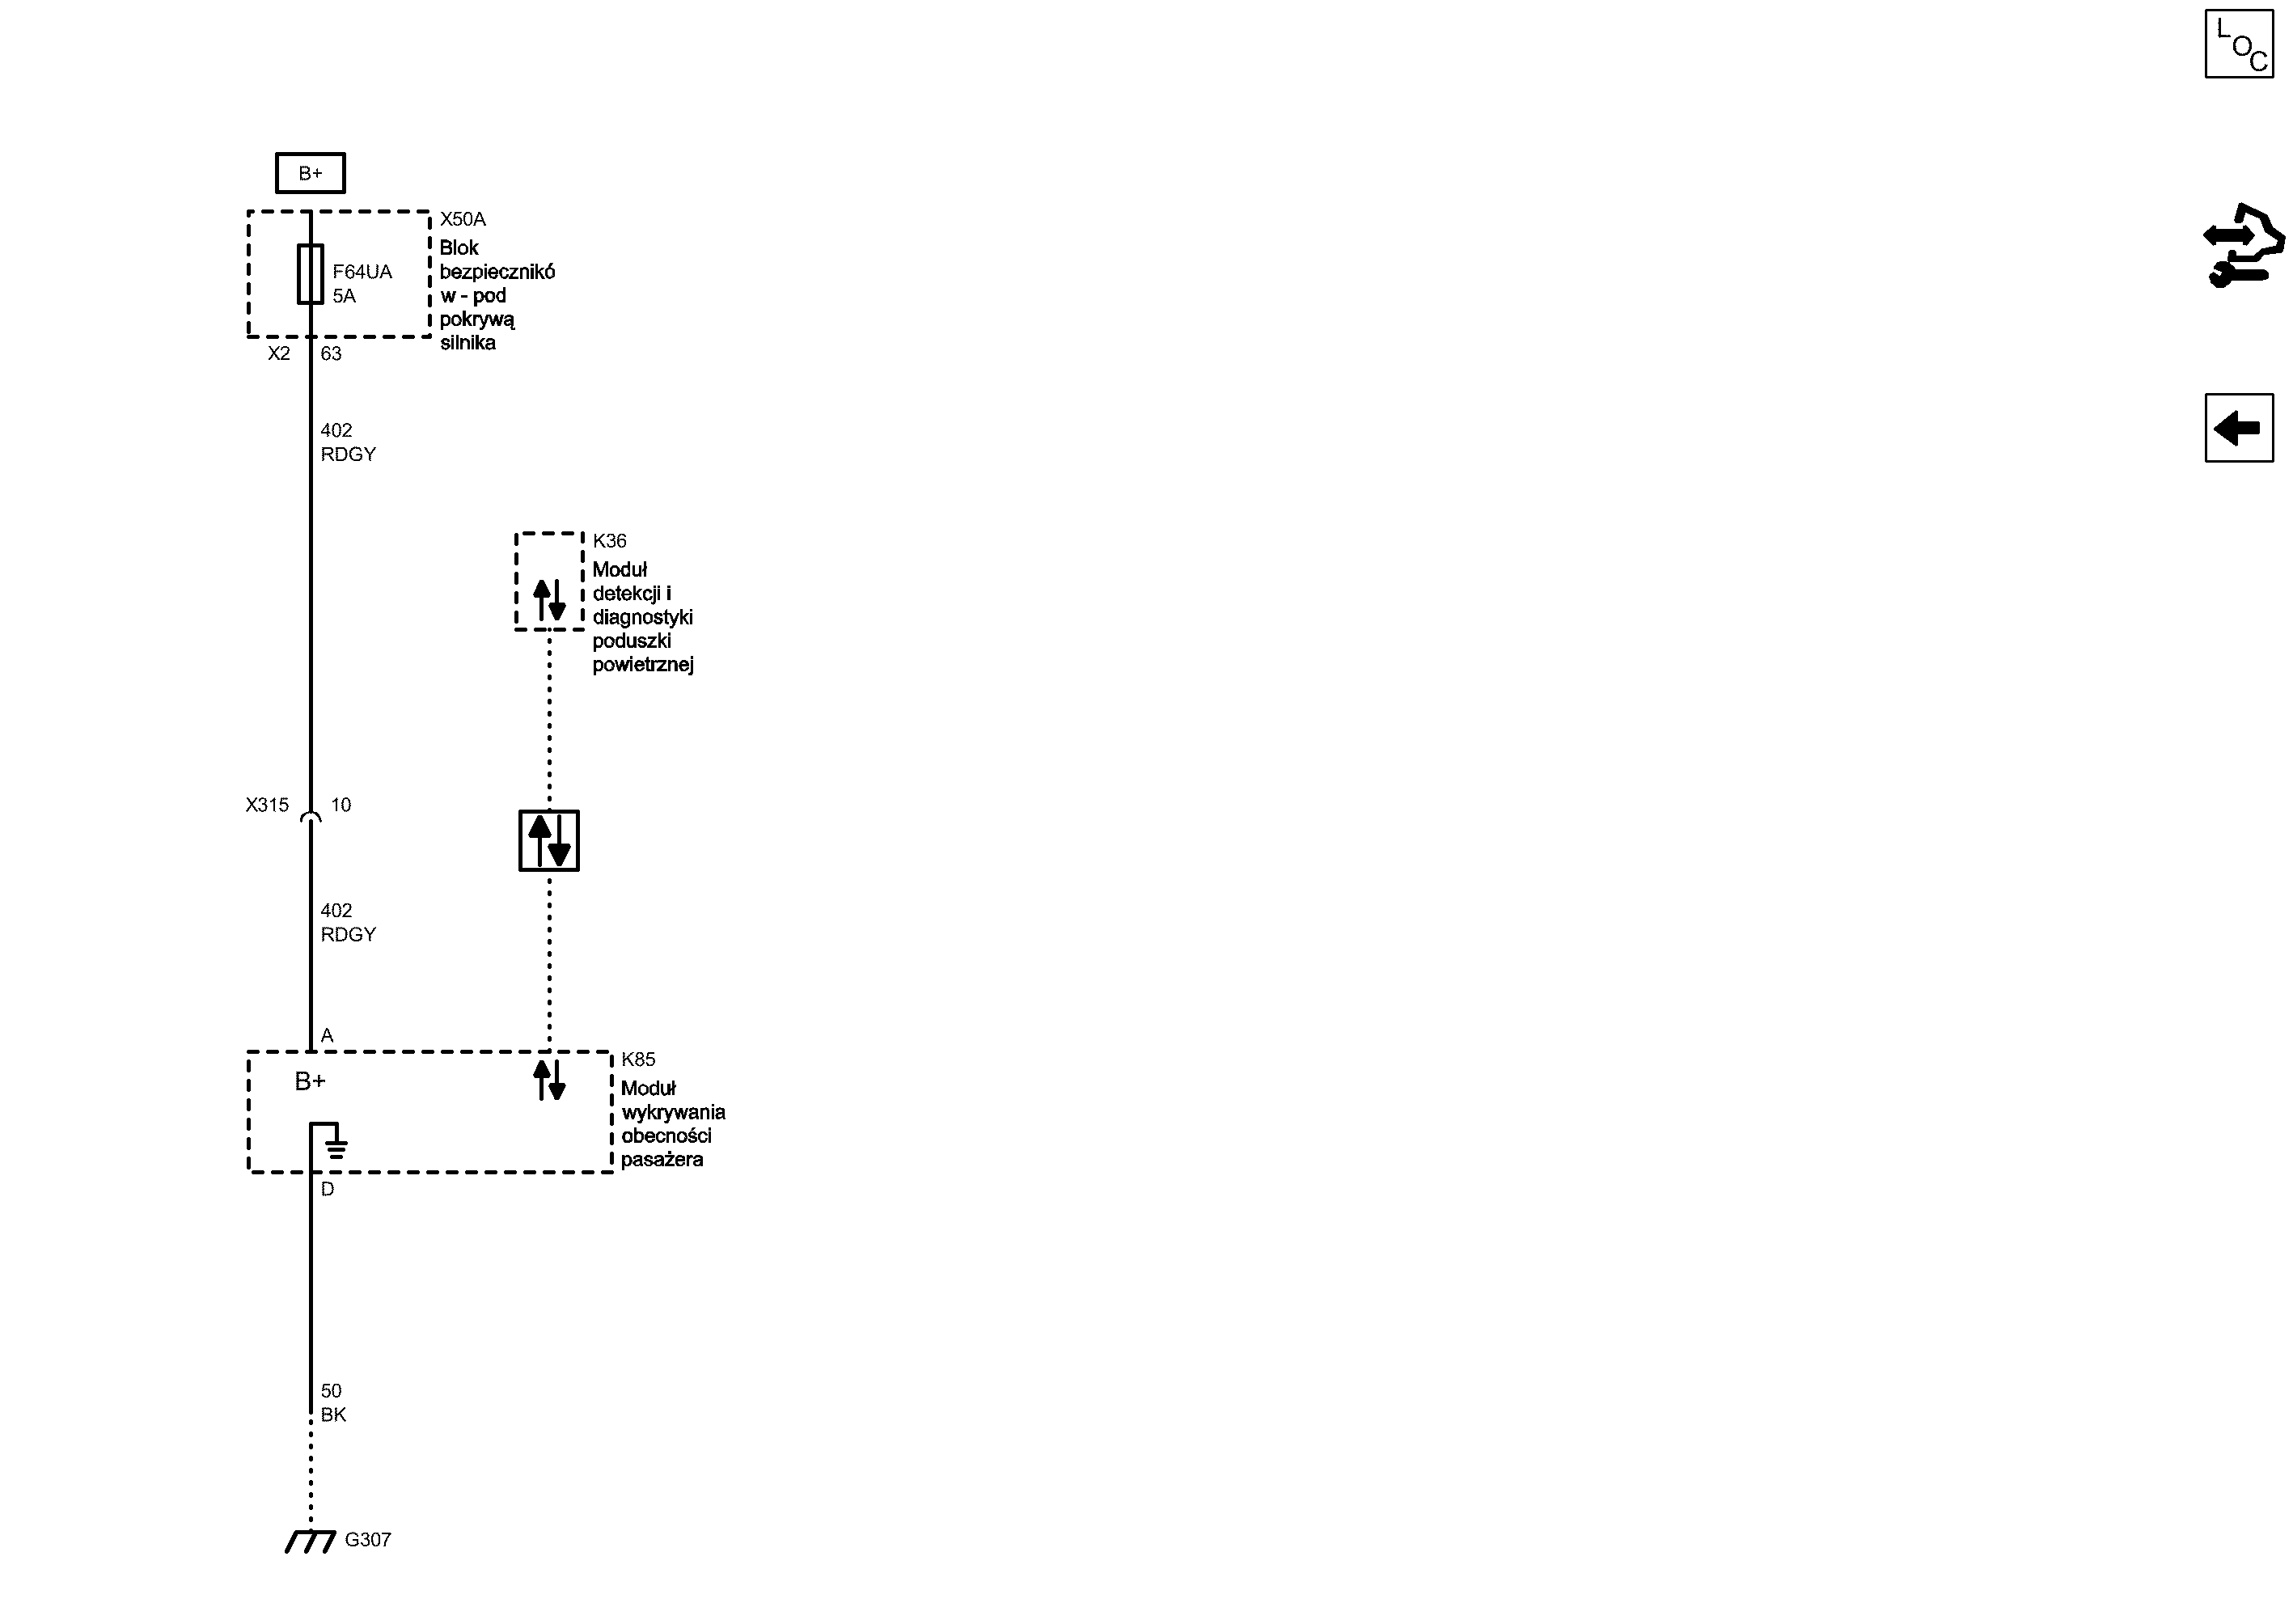 LOC
B+
X50A
Blok
bezpiecznikó
w - pod
pokrywą
silnika
F64UA
5A
X2 63
402
RDGY
K36
Moduł
detekcji i
diagnostyki
poduszki
powietrznej
X315 10
402
RDGY
A
B+
K85
Moduł
wykrywania
obecności
pasażera
D
50
BK
G307